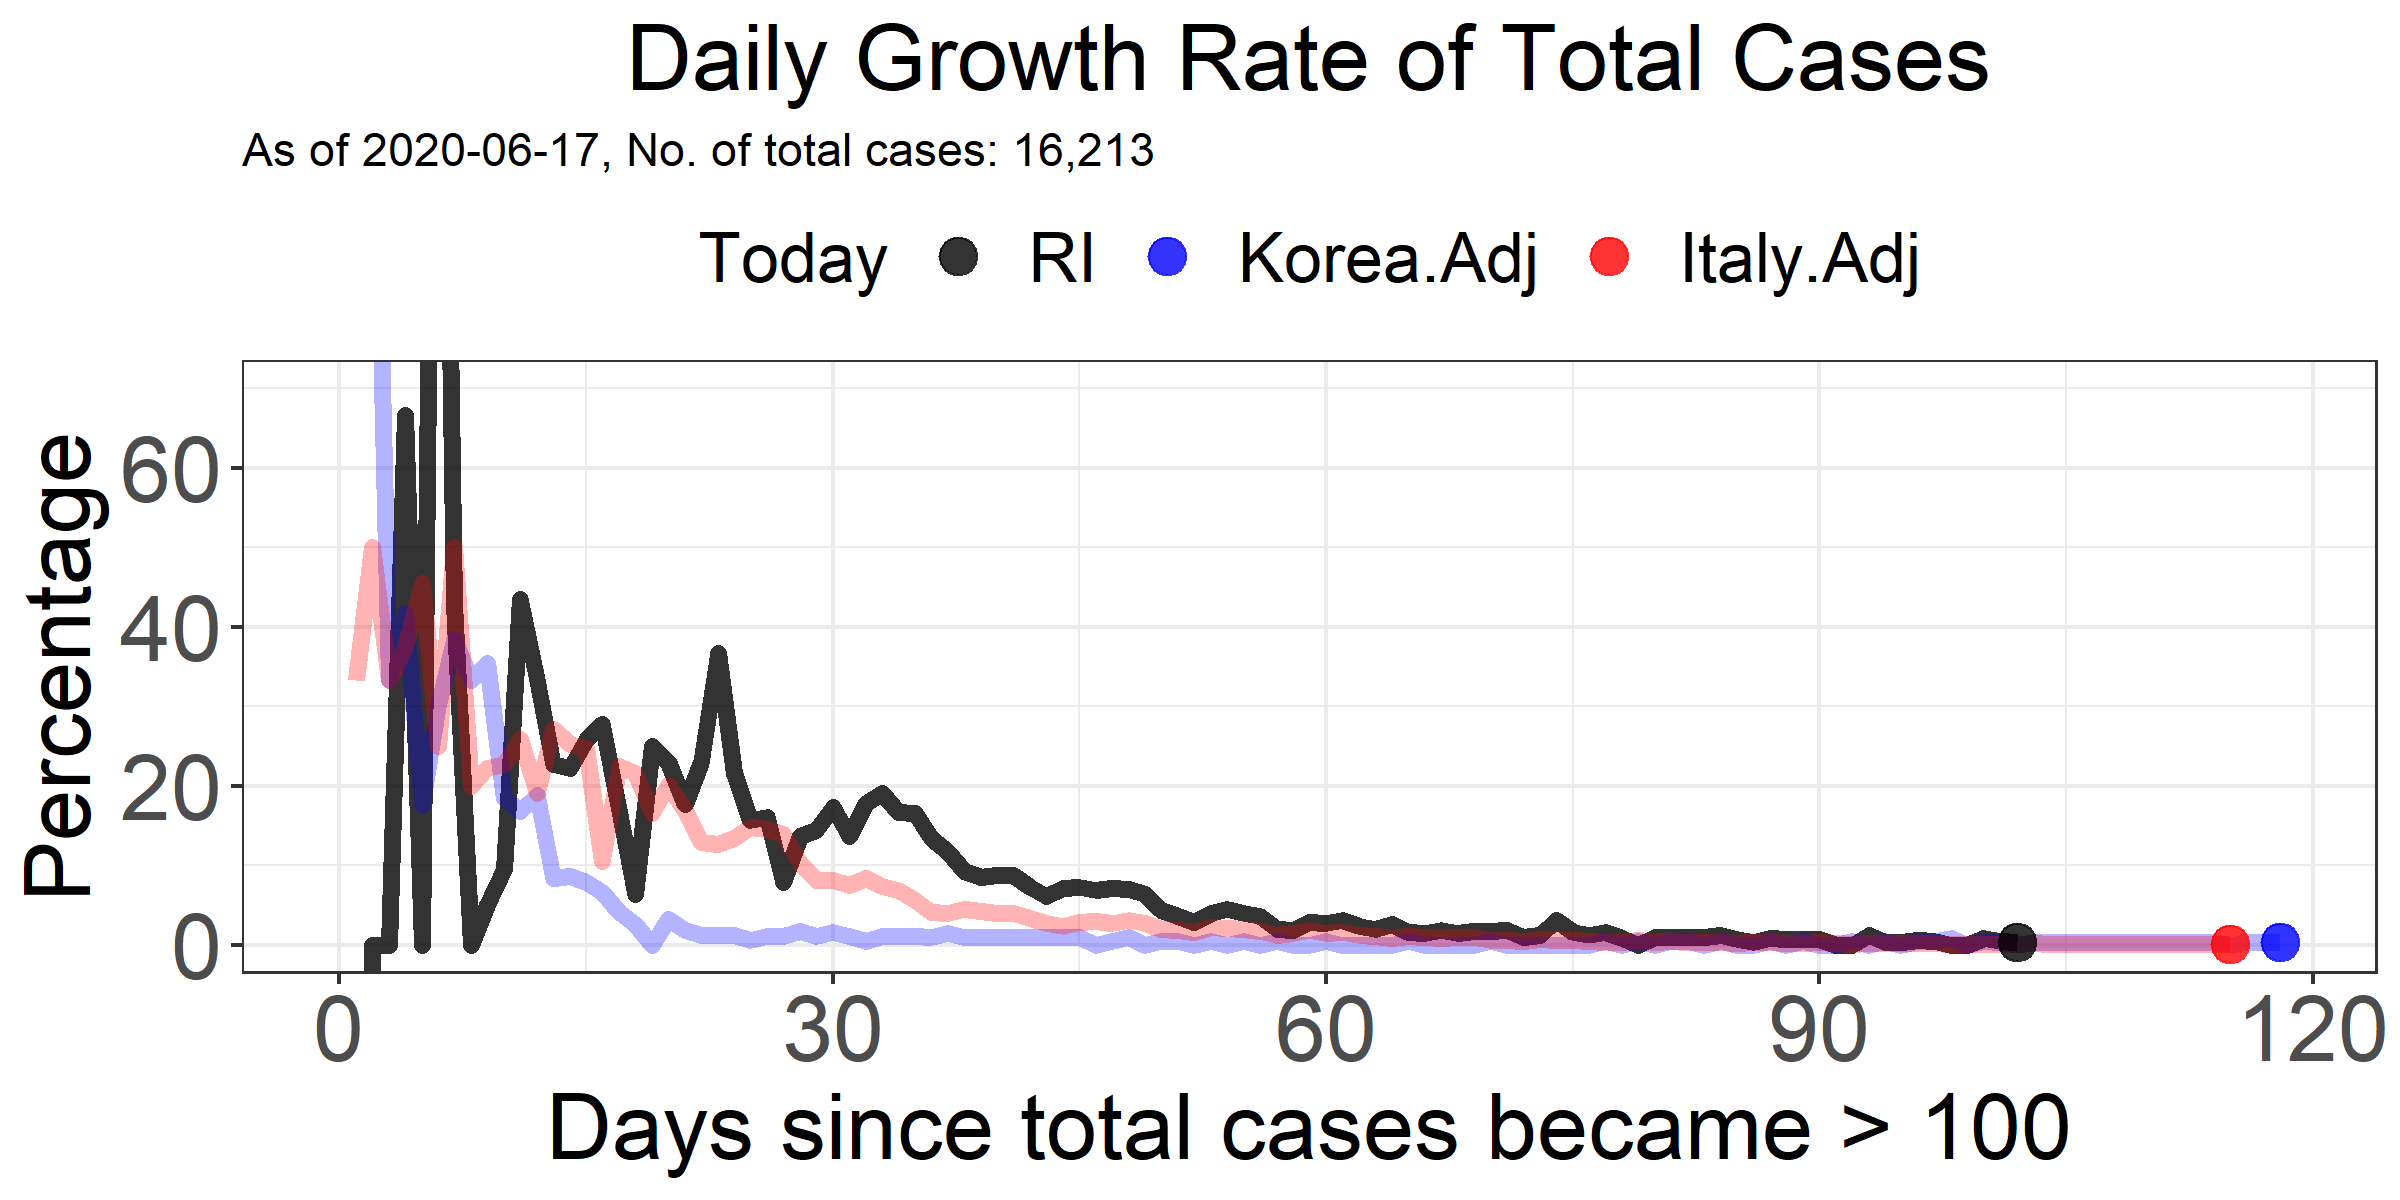 Daily Growth Rate of Total Cases
As of 2020-06-17, No. of total cases: 16,213
Today RI Korea.Adj Italy.Adj
Percentage
60
40
20
0
0 30 60 90 120
Days since total cases became > 100